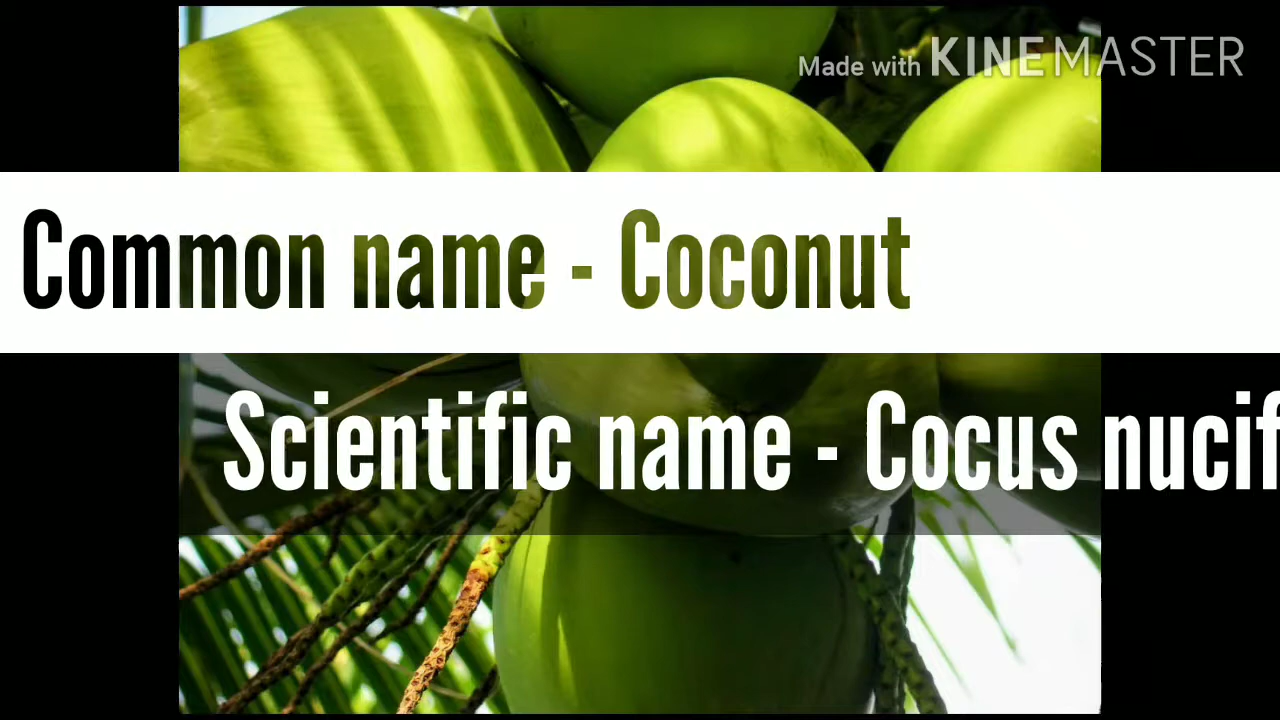 Made with KINEMASTER
Common name - Coconut
Scientific name - Cocus nucif